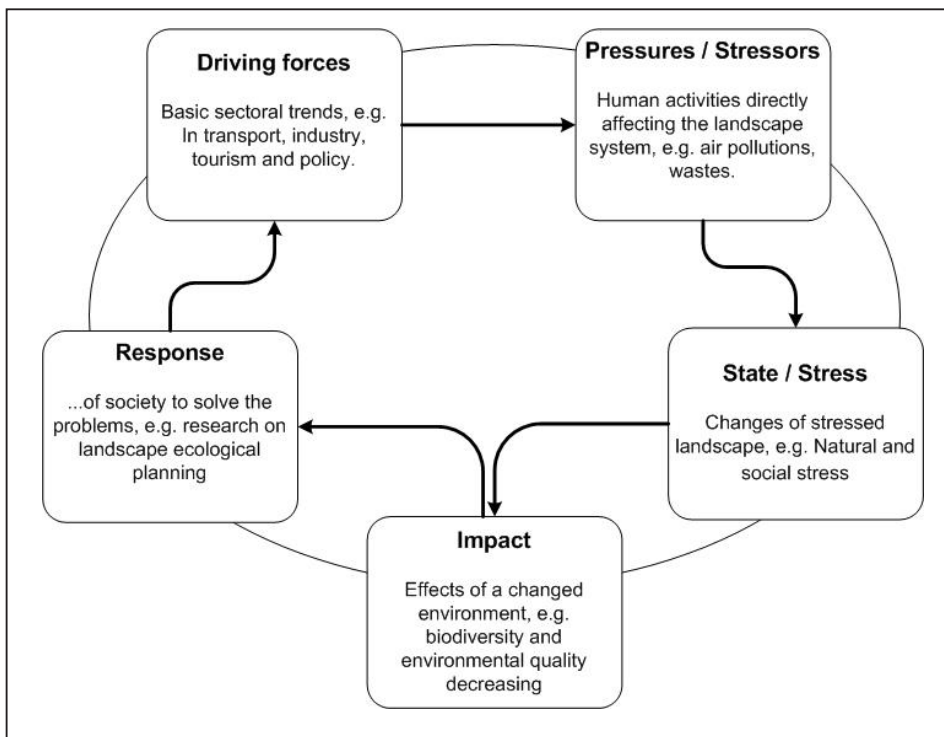 Driving forces
Basic sectoral trends, e.g.
In transport, industry,
tourism and policy.
Pressures / Stressors
Human activities directly
affecting the landscape
system, e.g. air pollutions,
wastes.
Response
...of society to solve the
problems, e.g. research on
landscape ecological
planning
State / Stress
Changes of stressed
landscape, e.g. Natural and
social stress
Impact
Effects of a changed
environment, e.g.
biodiversity and
environmental quality
decreasing